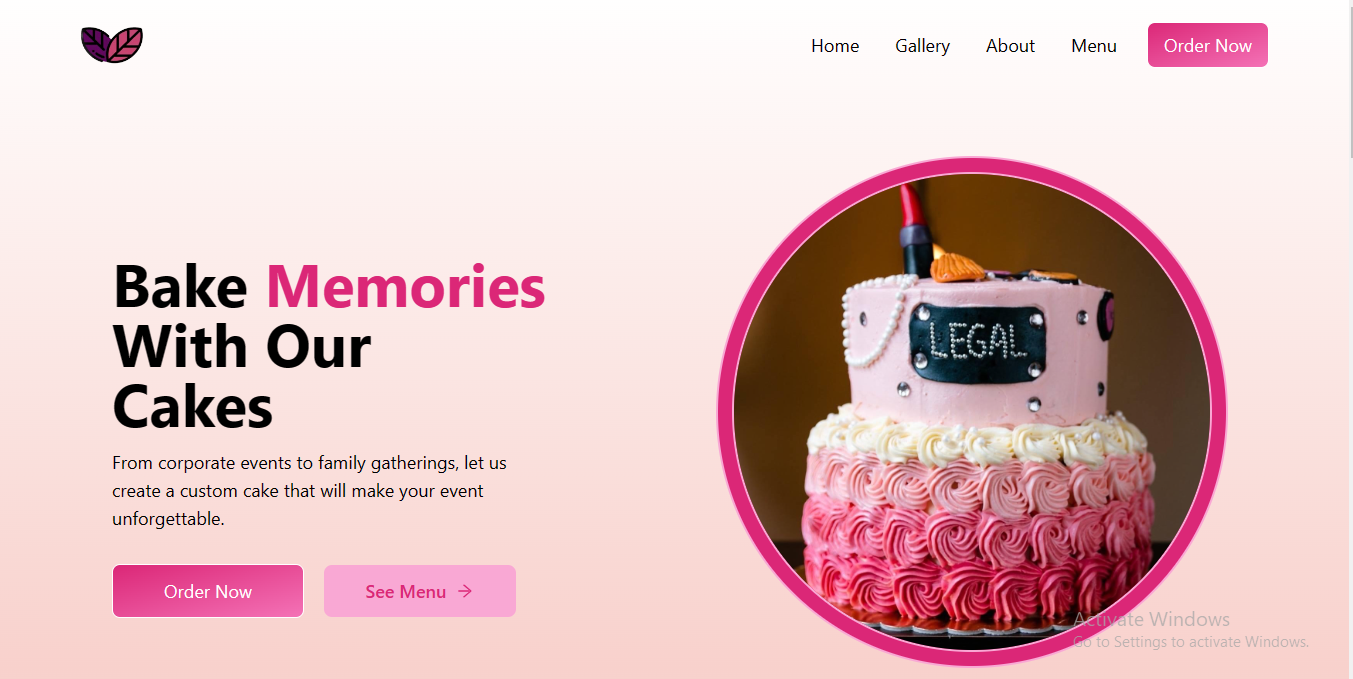 Home Gallery About Menu Order Now
Bake Memories
With Our
Cakes
From corporate events to family gatherings, let us
create a custom cake that will make your event
unforgettable.
Order Now See Menu →
LEGAL
Activate Windows
Go to Settings to activate Windows.